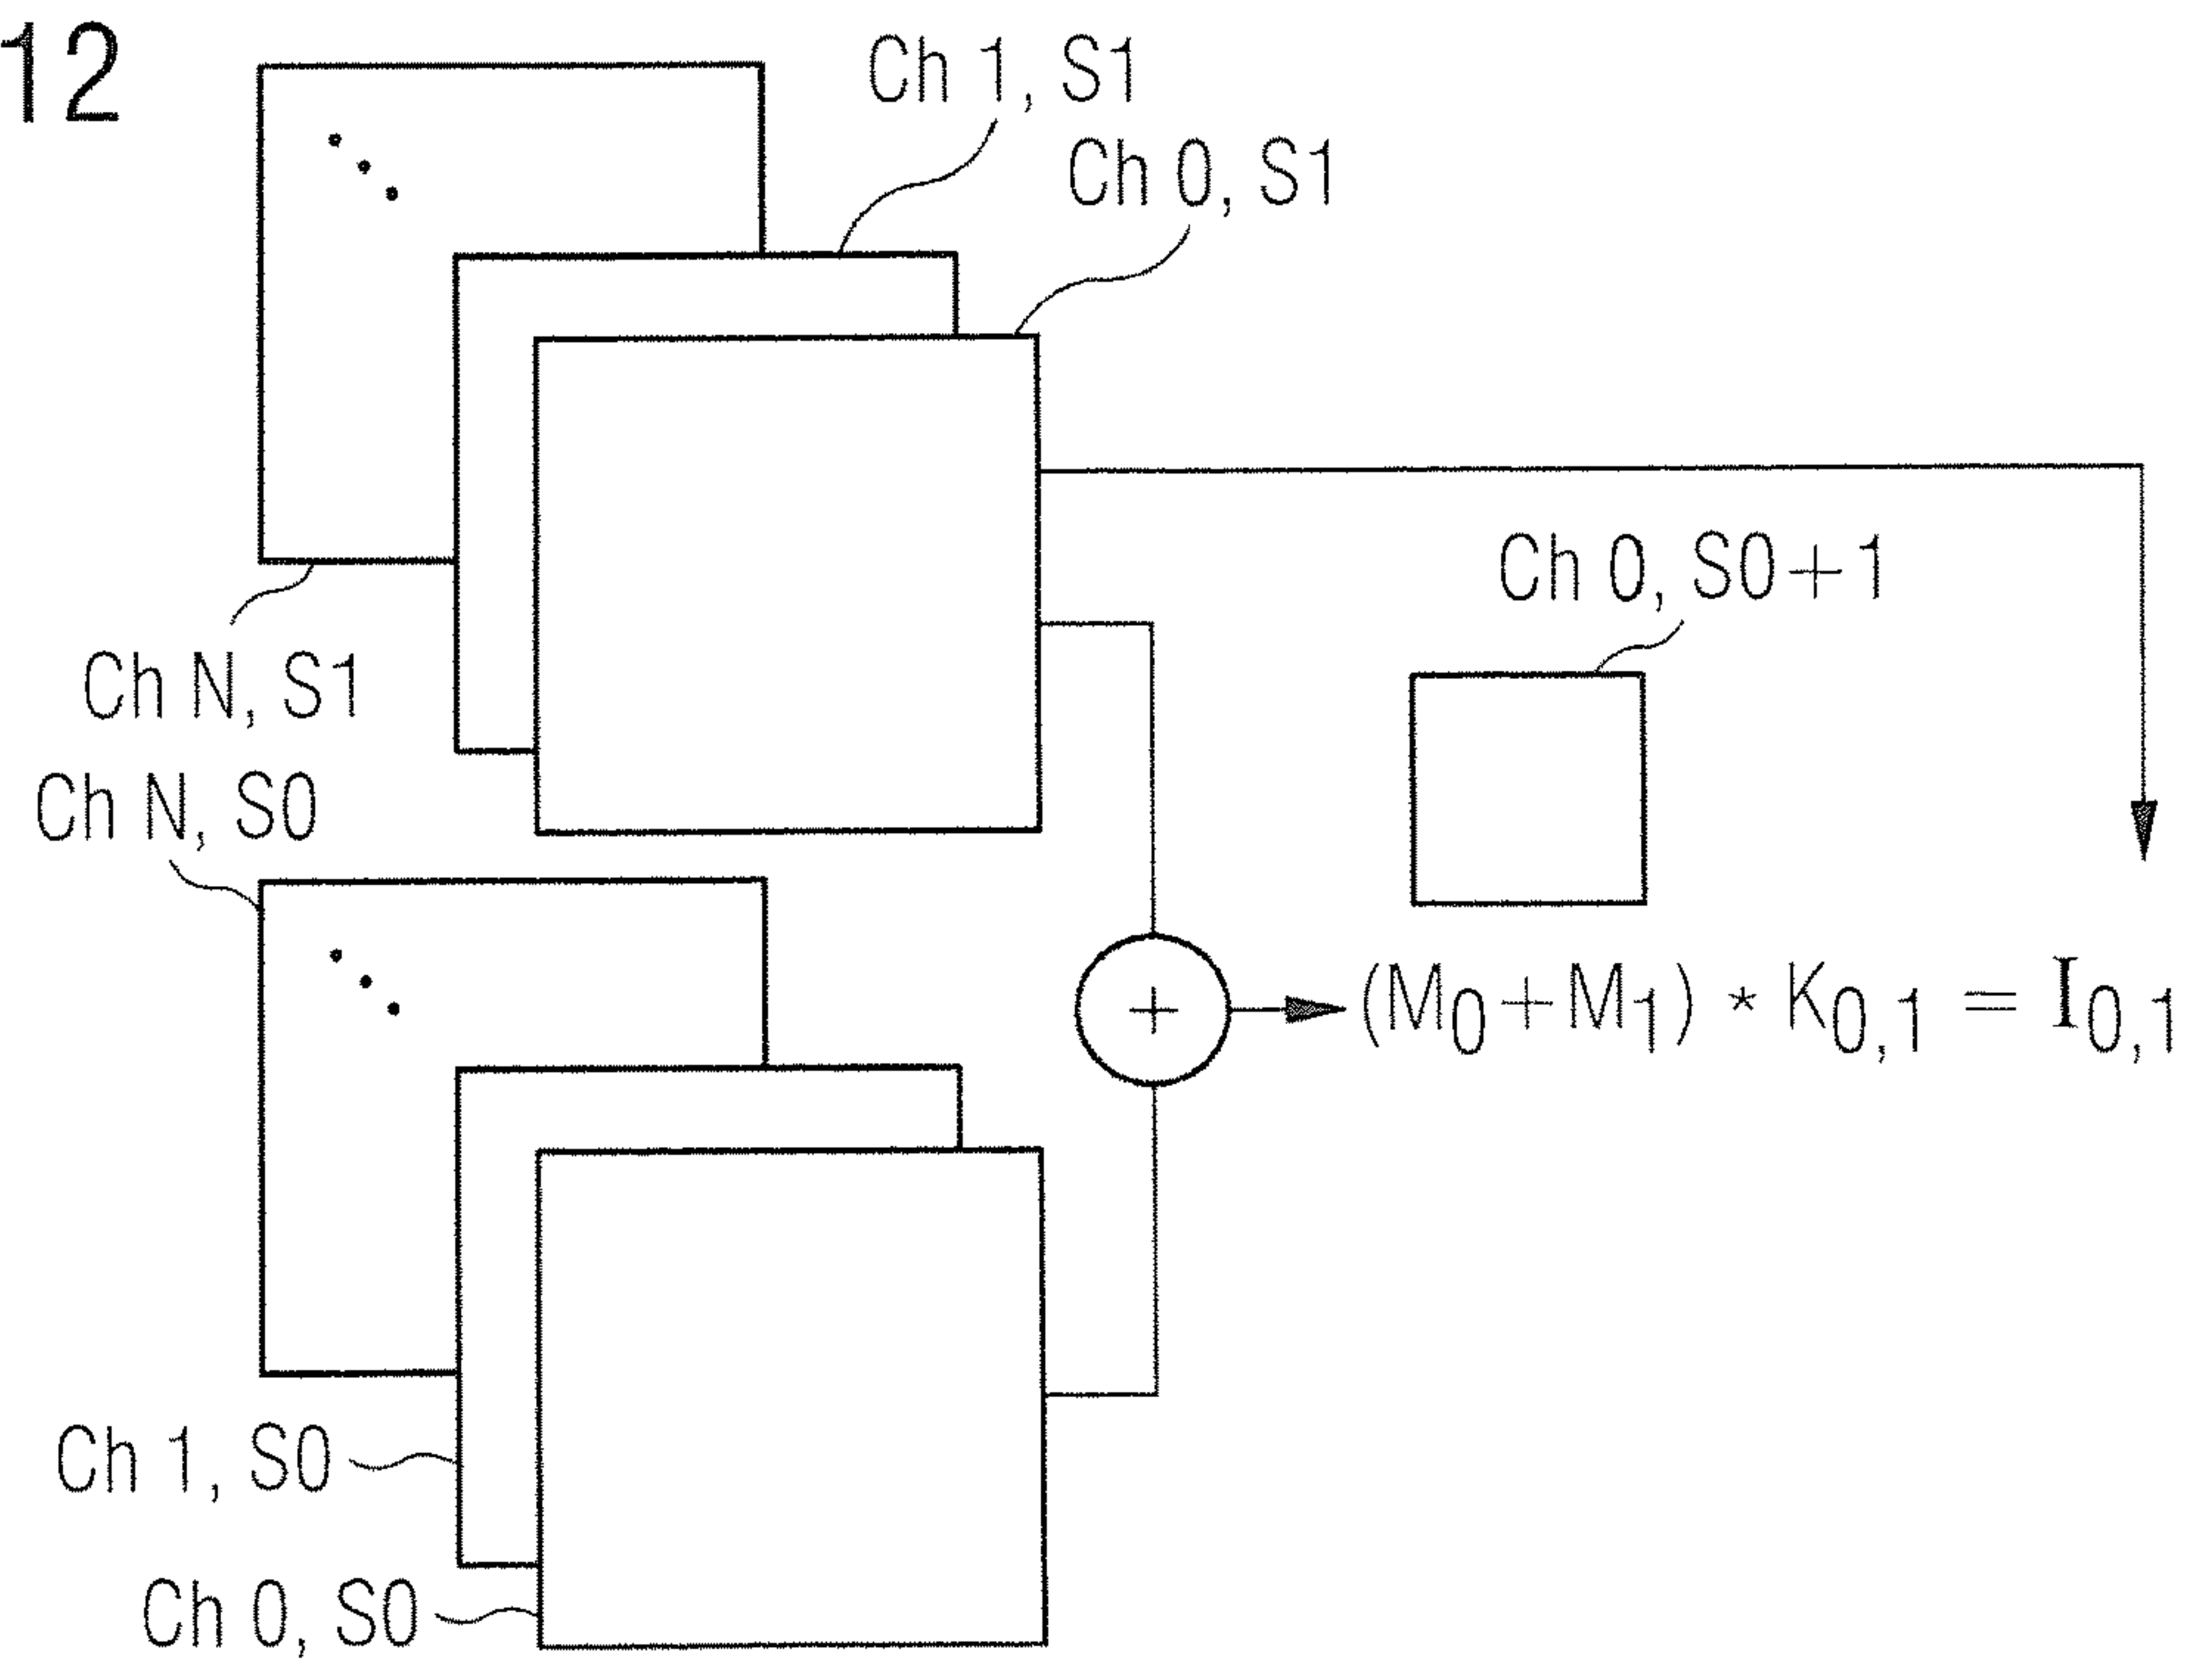 12
Ch 1, S1
Ch 0, S1
Ch 0, S0+1
Ch N, S1
Ch N, S0
+
(M0+M1) * K0,1 = I0,1
Ch 1, S0
Ch 0, S0